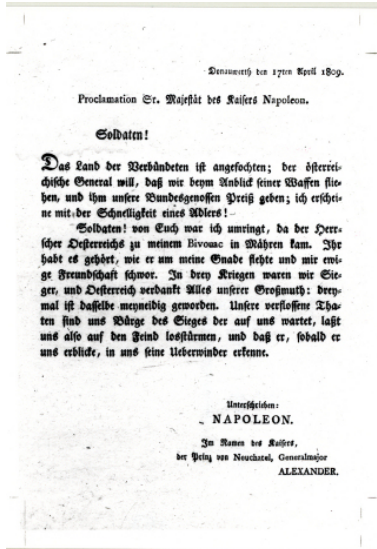 Donauwerth den 17ten April 1809.
Proclamation Sr. Majestät des Kaisers Napoleon.
Soldaten!
Das Land der Verbündeten ist angefochten; der österrei-
chische General will, daß wir beym Anblick seiner Waffen flie-
hen, und ihm unsere Bundesgenossen Preiß geben; ich erschei-
ne mit der Schnelligkeit eines Adlers!
Soldaten! von Euch war ich umringt, da der Herr-
scher Oesterreichs zu meinem Bivouac in Mähren kam. Ihr
habt es gehört, wie er um meine Gnade flehte und mir ewi-
ge Freundschaft schwor. In drey Kriegen waren wir Sie-
ger, und Oesterreich verdankt Alles unserer Großmuth: drey-
mal ist dasselbe meyneidig geworden. Unsere verflossene Tha-
ten sind uns Bürge des Sieges der auf uns wartet, laßt
uns also auf den Feind losstürmen, und daß er, sobald er
uns erblicke, in uns seine Ueberwinder erkenne.
Unterschrieben:
NAPOLEON.
Im Namen des Kaisers,
der Prinz von Neuchatel, Generalmajor
ALEXANDER.